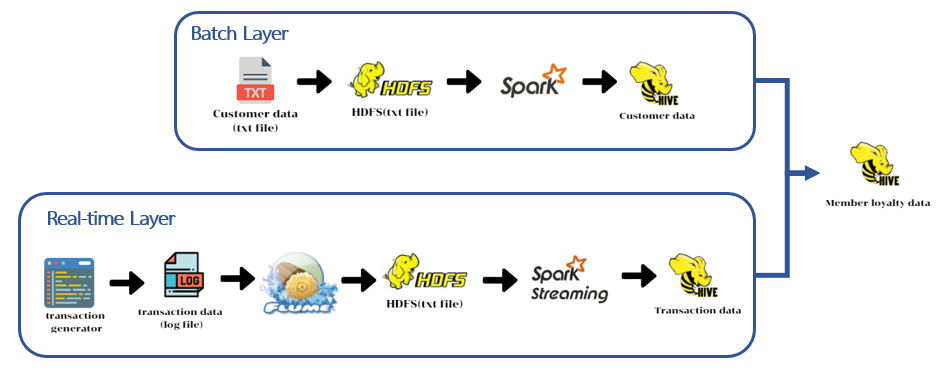 Batch Layer
TXT
Customer data
(txt file)
HDFS
HDFS(txt file)
Spark
HIVE
Customer data
HIVE
Member loyalty data
Real-time Layer
transaction
generator
LOG
transaction data
(log file)
FLUME
HDFS
HDFS(txt file)
Spark
Streaming
HIVE
Transaction data